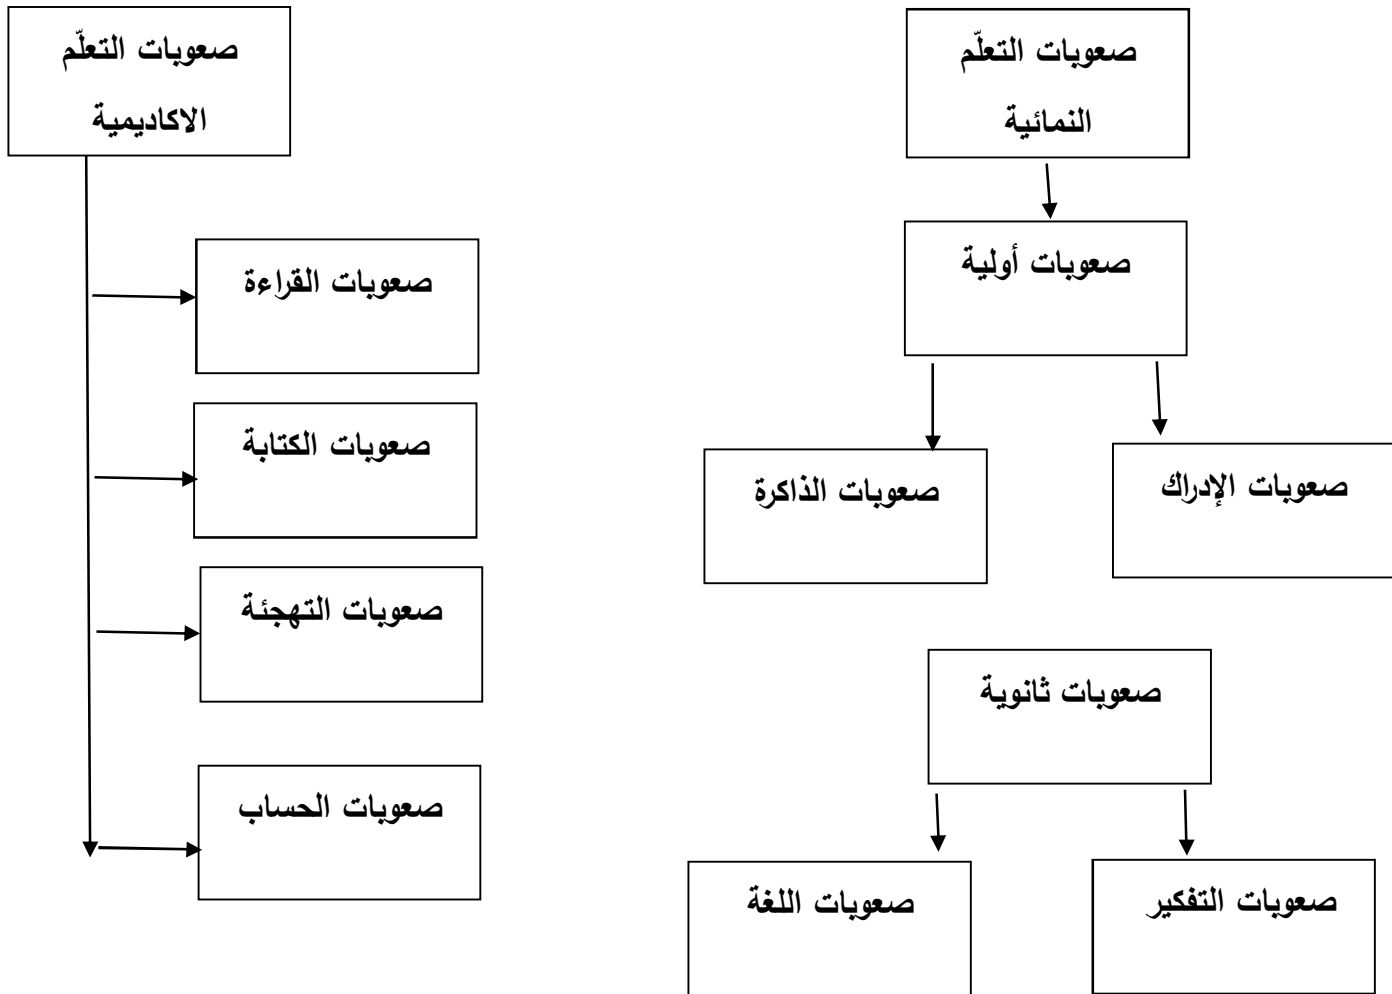 صعوبات التعلّم
النمائية
صعوبات أولية
صعوبات الإدراك
صعوبات الذاكرة
صعوبات ثانوية
صعوبات التفكير
صعوبات اللغة
صعوبات التعلّم
الاكاديمية
صعوبات القراءة
صعوبات الكتابة
صعوبات التهجئة
صعوبات الحساب